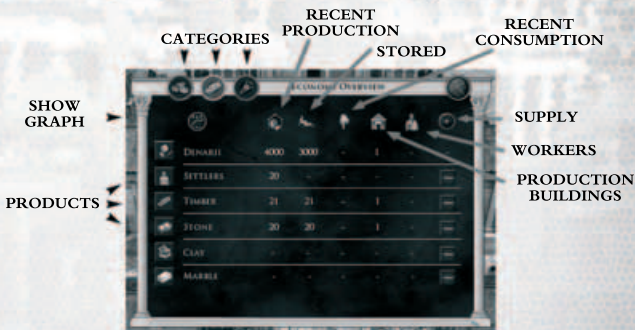 RECENT
PRODUCTION
RECENT
CONSUMPTION
CATEGORIES
STORED
ECONOMIC OVERVIEW
SHOW
GRAPH
SUPPLY
DENARII 4000 3000 - 1
WORKERS
SETTLERS 20 - - - -
PRODUCTION
BUILDINGS
PRODUCTS
TIMBER 21 21 - 1 -
STONE 20 20 - 1 -
CLAY - - - - -
MARBLE - - - - -